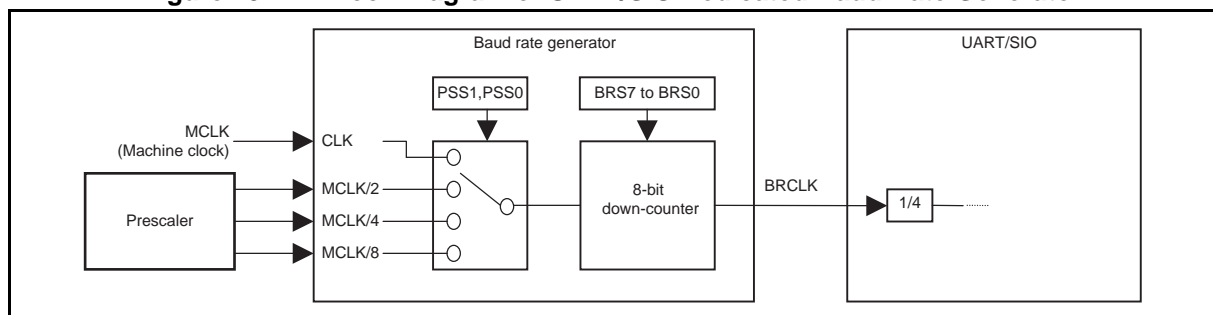 Baud rate generator
UART/SIO
PSS1,PSS0
BRS7 to BRS0
MCLK
(Machine clock)
CLK
MCLK/2
MCLK/4
MCLK/8
Prescaler
8-bit
down-counter
BRCLK
1/4